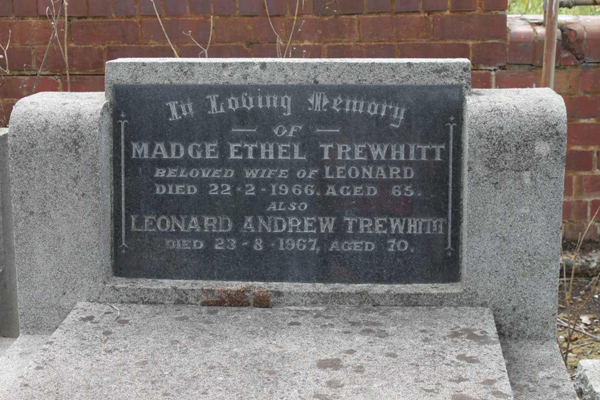 In Loving Memory
— OF —
MADGE ETHEL TREWHITT
BELOVED WIFE OF LEONARD
DIED 22-2-1966. AGED 65.
ALSO
LEONARD ANDREW TREWHITT
DIED 23-8-1967, AGED 70.